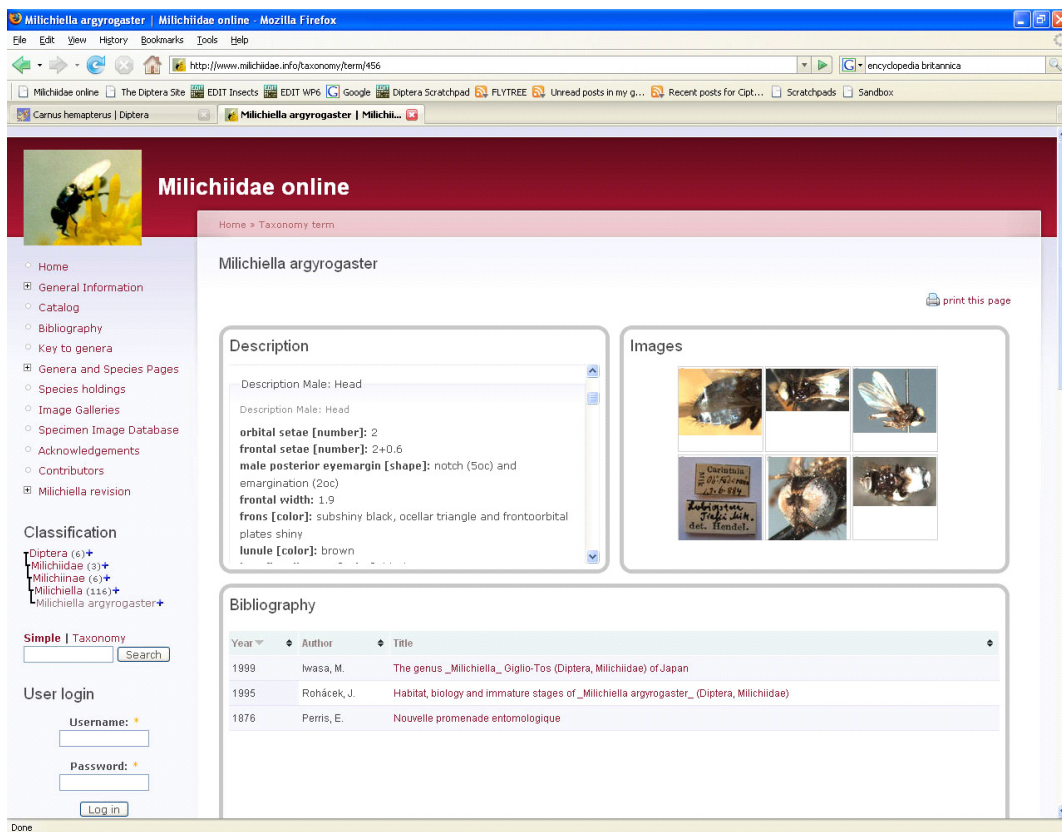 Milichiella argyrogaster | Milichiidae online - Mozilla Firefox
File Edit View History Bookmarks Tools Help
http://www.milichiidae.info/taxonomy/term/456
encyclopedia britannica
Milichiidae online The Diptera Site EDIT Insects EDIT WP6 Google Diptera Scratchpad FLYTREE Unread posts in my g... Recent posts for Cipt... Scratchpads Sandbox
Carnus hemapterus | Diptera
Milichiella argyrogaster | Milichii...
Milichiidae online
Home » Taxonomy term
Home
General Information
Catalog
Bibliography
Key to genera
Genera and Species Pages
Species holdings
Image Galleries
Specimen Image Database
Acknowledgements
Contributors
Milichiella revision
Classification
Diptera (6)+
Milichiidae (3)+
Milichiinae (6)+
Milichiella (116)+
Milichiella argyrogaster+
Simple | Taxonomy
Search
User login
Username: *
Password: *
Log in
Milichiella argyrogaster
print this page
Description
Description Male: Head
Description Male: Head
orbital setae [number]: 2
frontal setae [number]: 2+0.6
male posterior eyemargin [shape]: notch (5oc) and
emargination (2oc)
frontal width: 1.9
frons [color]: subshiny black, ocellar triangle and frontoorbital
plates shiny
lunule [color]: brown
Images
Carintuia
det. Hendel.
Bibliography
Year Author Title
1999 Iwasa, M. The genus _Milichiella_ Giglio-Tos (Diptera, Milichiidae) of Japan
1995 Rohácek, J. Habitat, biology and immature stages of _Milichiella argyrogaster_ (Diptera, Milichiidae)
1876 Perris, E. Nouvelle promenade entomologique
Done